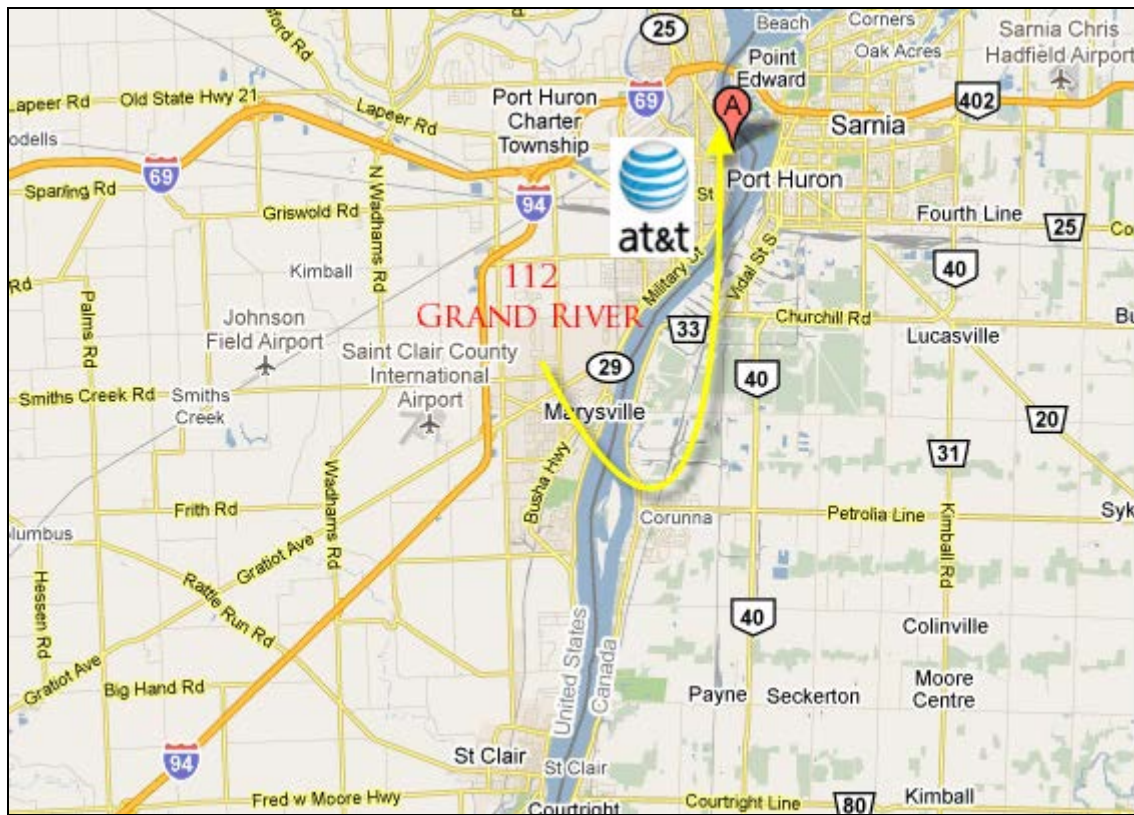 Beach
Corners
Sarnia Chris
Hadfield Airport
25
Oak Acres
Point
Edward
Lapeer Rd
Old State Hwy 21
Lapeer Rd
Port Huron
Charter
Township
69
A
402
Sarnia
69
Sparling Rd
N Wadhams Rd
94
St
Port Huron
Griswold Rd
at&t
Fourth Line
25
Kimball
112
Grand River
Military St
Vidal St S
40
Rd
Palms Rd
Johnson
Field Airport
33
Churchill Rd
Lucasville
Saint Clair County
International
Airport
29
40
Smiths Creek Rd
Smiths
Creek
Marysville
20
31
Busha Hwy
Wadhams Rd
Frith Rd
Corunna
Petrolia Line
Kimball Rd
Gratiot Ave
Hessen Rd
Rattle Run Rd
40
Colinville
United States
Canada
Gratiot Ave
Big Hand Rd
Payne
Seckerton
Moore
Centre
94
St Clair
St Clair
Fred w Moore Hwy
Courtright
Courtright Line
80
Kimball